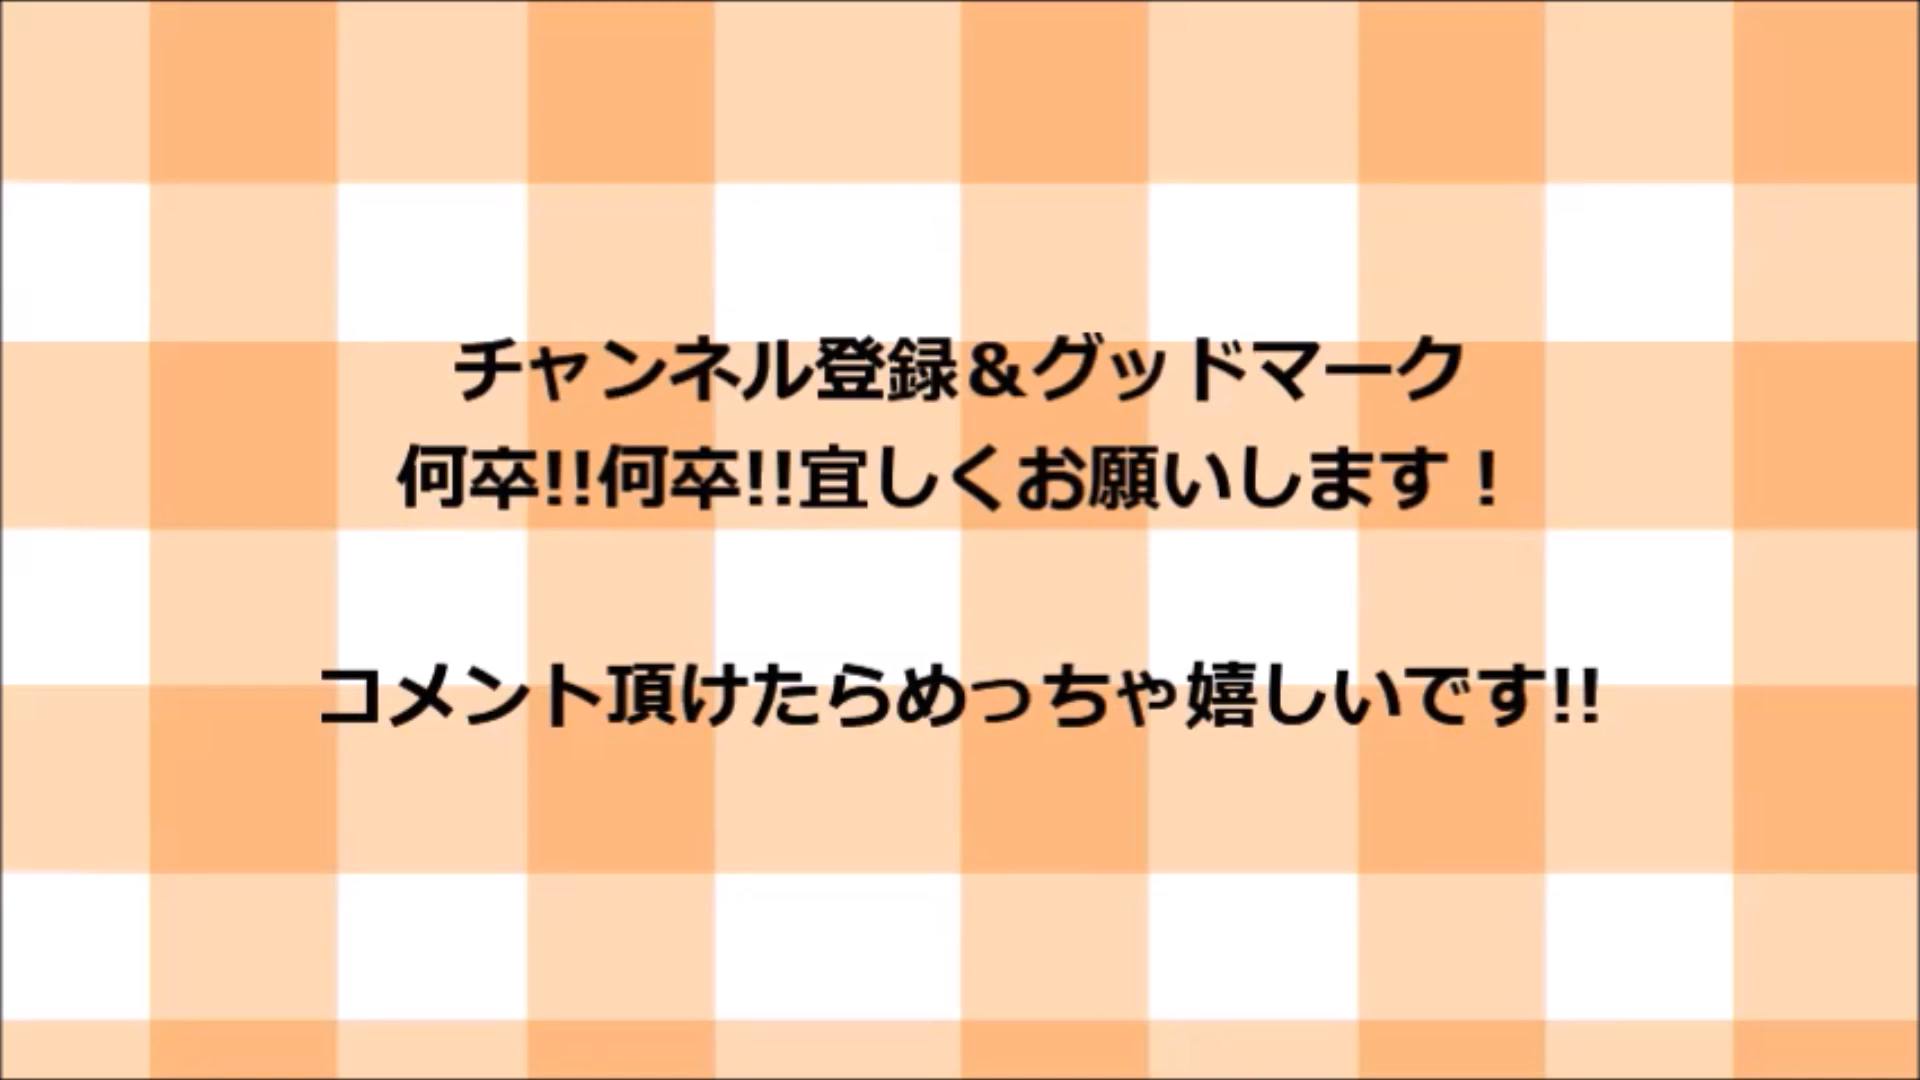 チャンネル登録＆グッドマーク
何卒!!何卒!!宜しくお願いします！
コメント頂けたらめっちゃ嬉しいです!!